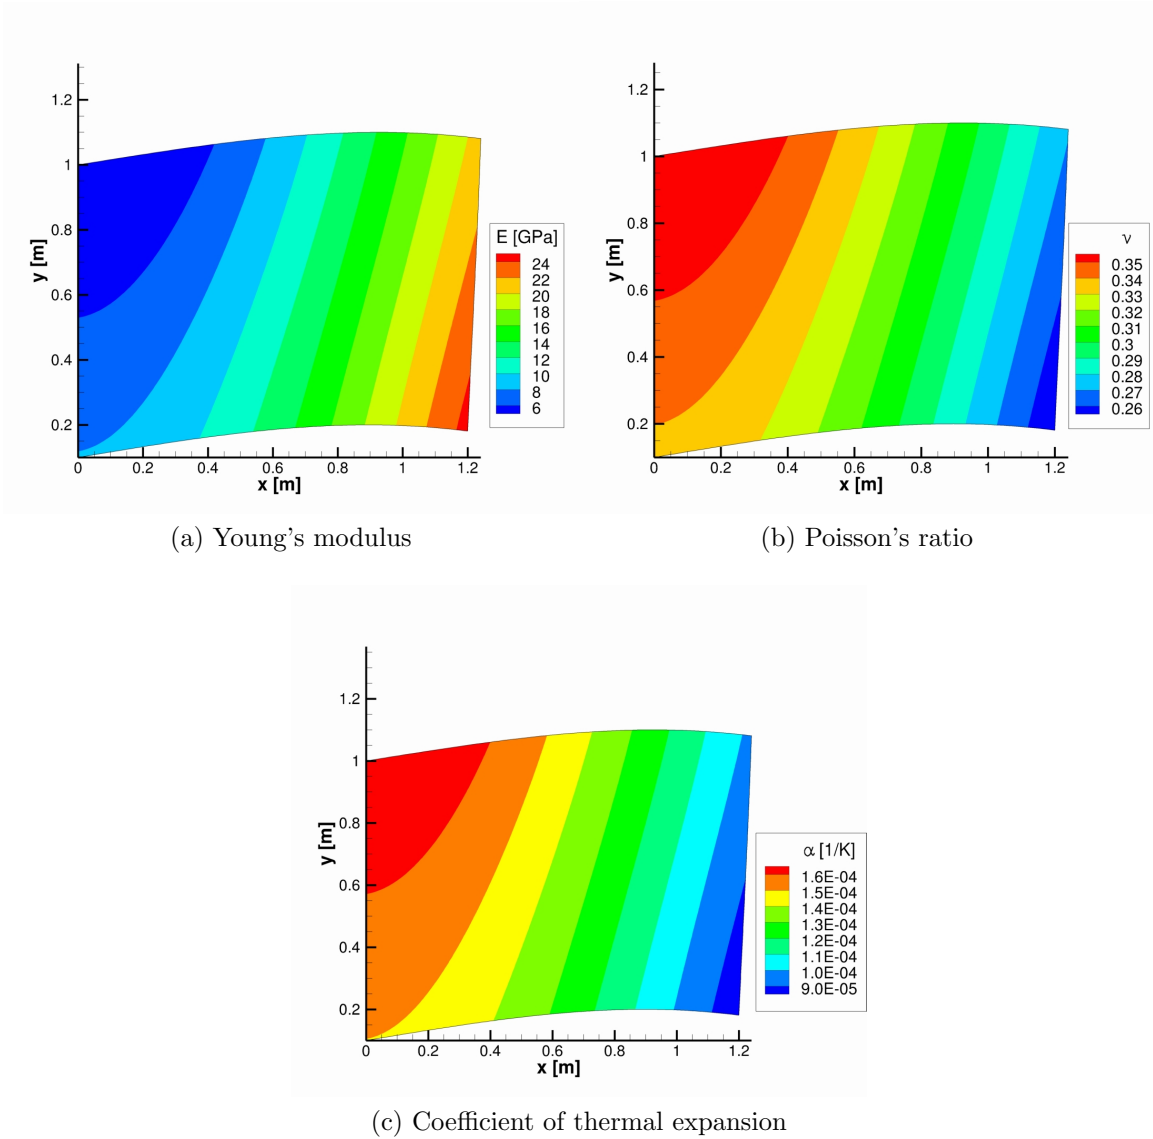 y [m]
1.2
1
0.8
0.6
0.4
0.2
0 0.2 0.4 0.6 0.8 1 1.2
x [m]
E [GPa]
24
22
20
18
16
14
12
10
8
6
(a) Young's modulus
y [m]
1.2
1
0.8
0.6
0.4
0.2
0 0.2 0.4 0.6 0.8 1 1.2
x [m]
ν
0.35
0.34
0.33
0.32
0.31
0.3
0.29
0.28
0.27
0.26
(b) Poisson's ratio
y [m]
1.2
1
0.8
0.6
0.4
0.2
0 0.2 0.4 0.6 0.8 1 1.2
x [m]
α [1/K]
1.6E-04
1.5E-04
1.4E-04
1.3E-04
1.2E-04
1.1E-04
1.0E-04
9.0E-05
(c) Coefficient of thermal expansion